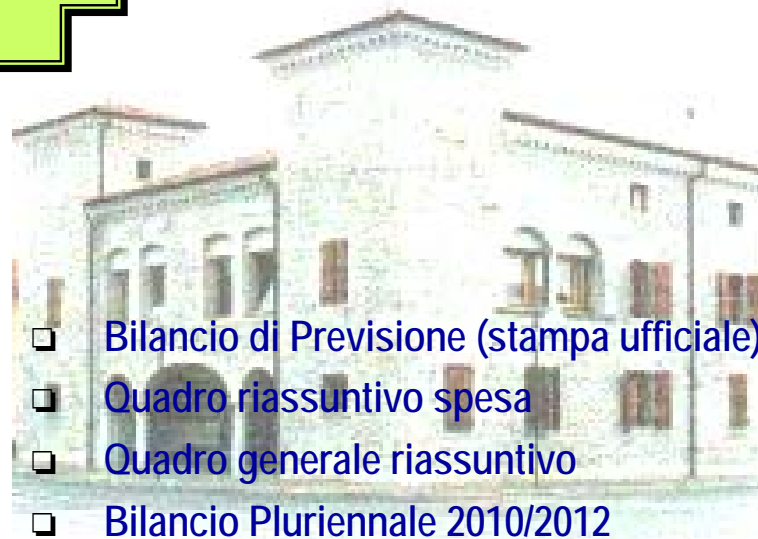 ❑ Bilancio di Previsione (stampa ufficiale)
❑ Quadro riassuntivo spesa
❑ Quadro generale riassuntivo
❑ Bilancio Pluriennale 2010/2012